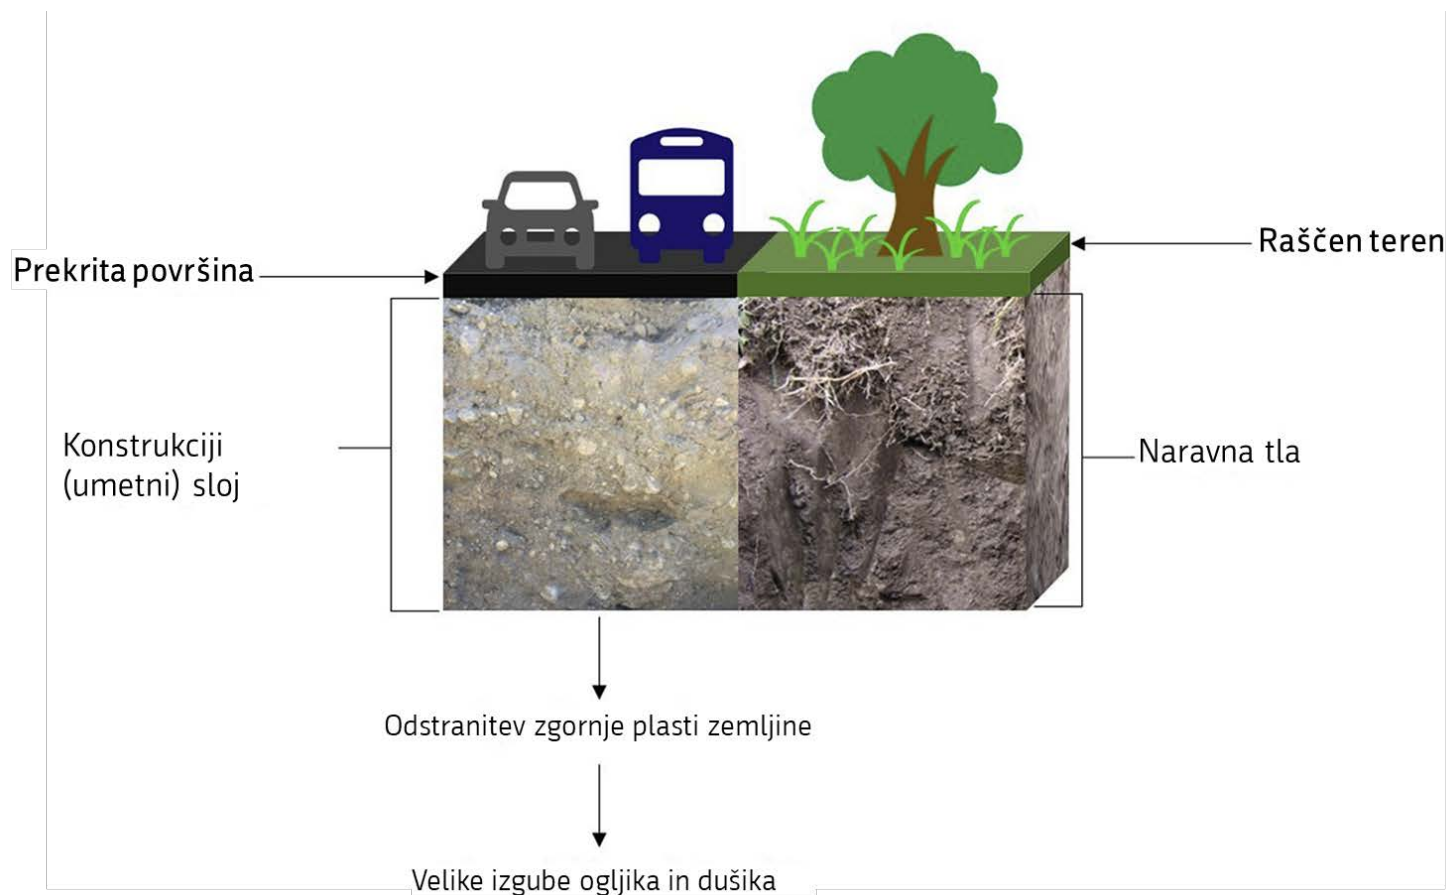 Raščen teren
Prekrita površina
Konstrukciji
(umetni) sloj
Naravna tla
Odstranitev zgornje plasti zemljine
Velike izgube ogljika in dušika